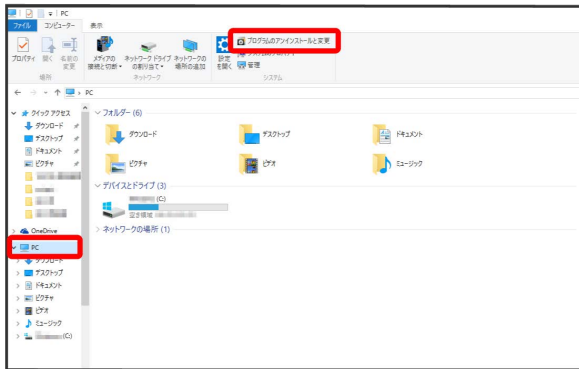 PC
ファイル コンピューター 表示
プロパティ 開く 名前の変更 メディアの接続と切断 ネットワーク ドライブの割り当て ネットワークの場所の追加 設定を開く プログラムのアンインストールと変更
管理
場所 ネットワーク システム
PC
クイック アクセス
ダウンロード
デスクトップ
ドキュメント
ピクチャ
OneDrive
PC
ダウンロード
デスクトップ
ドキュメント
ピクチャ
ビデオ
ミュージック
(C:)
フォルダー (6)
ダウンロード デスクトップ ドキュメント
ピクチャ ビデオ ミュージック
デバイスとドライブ (3)
(C:)
空き領域
ネットワークの場所 (1)